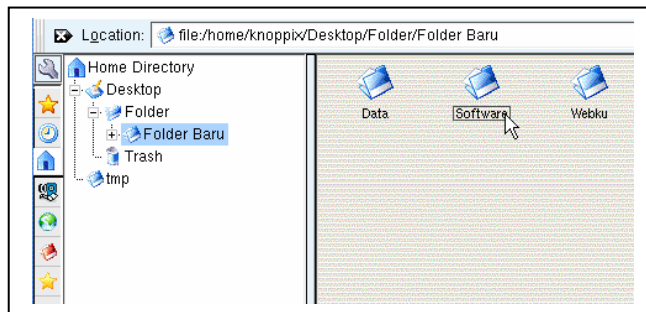 Location: file:/home/knoppix/Desktop/Folder/Folder Baru
Home Directory
Desktop
Folder
Folder Baru
Trash
tmp
Data Software Webku